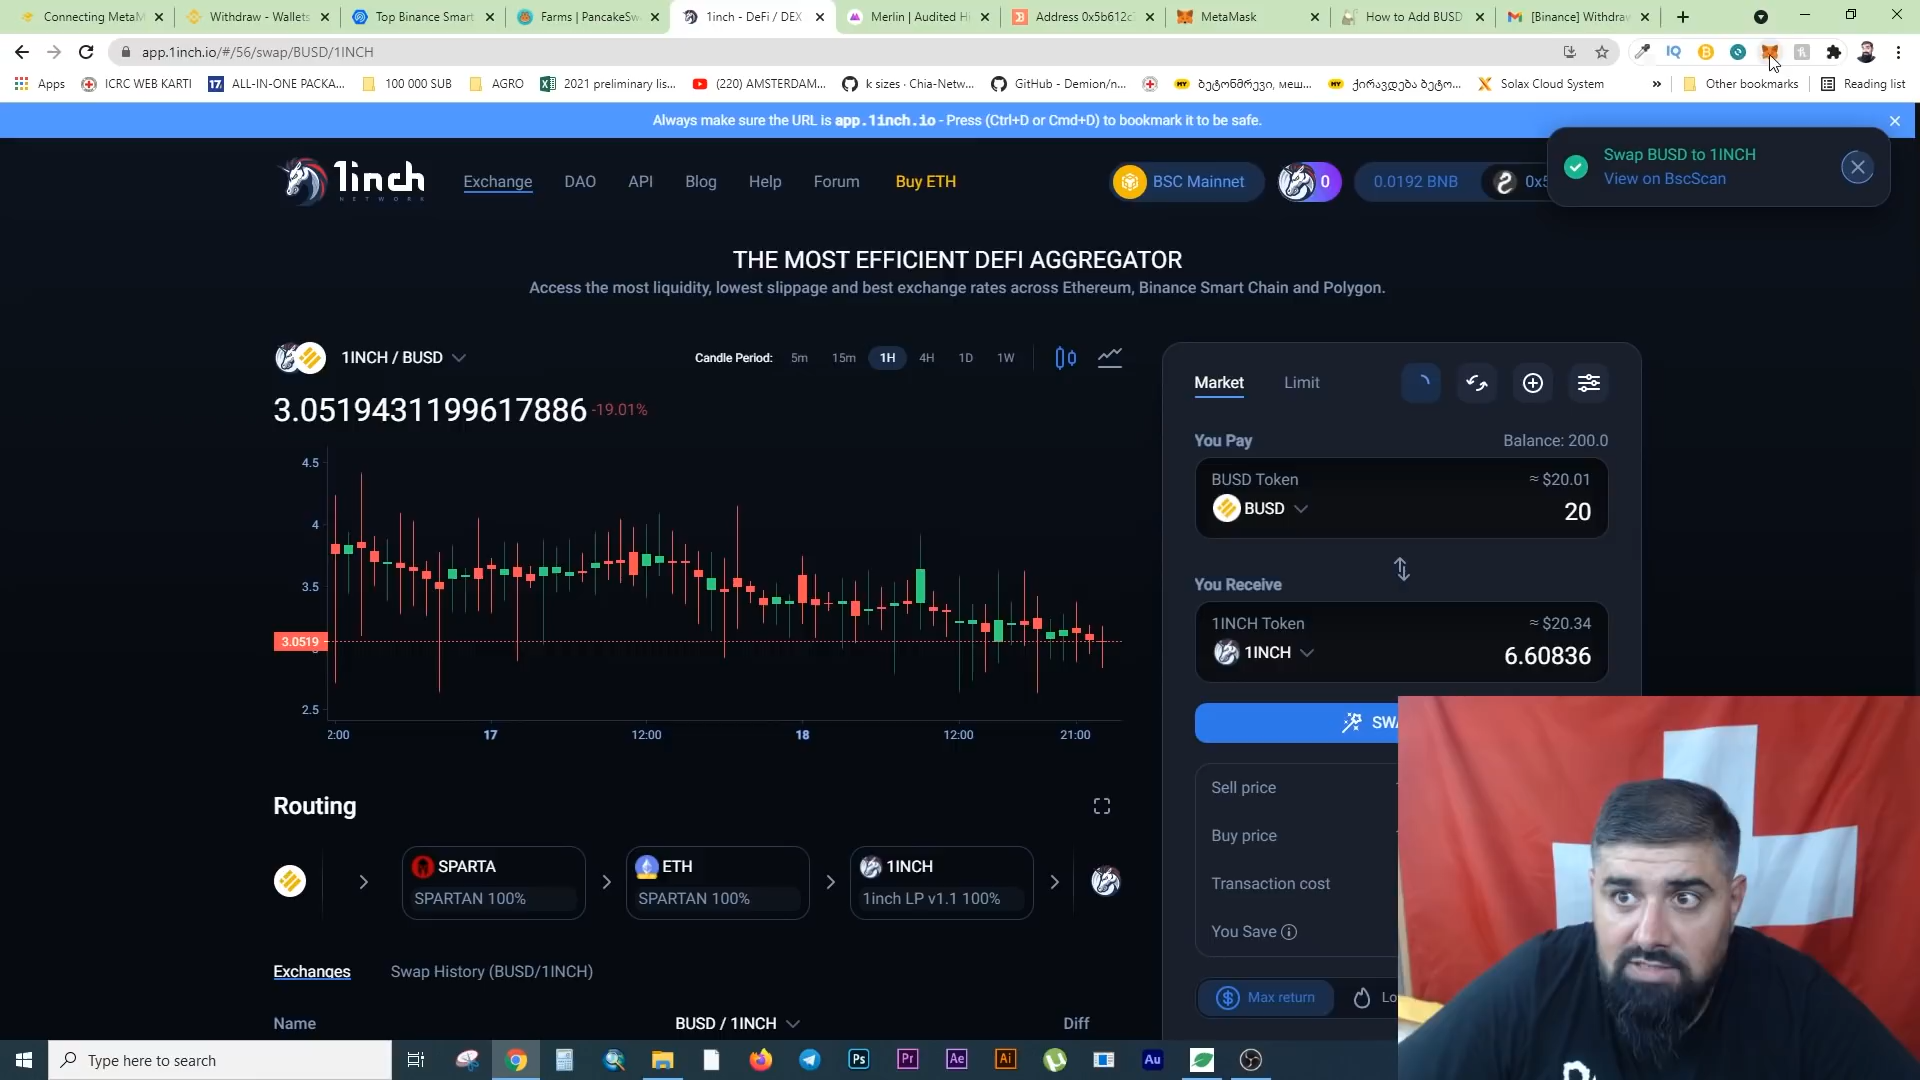 Connecting MetaM
Withdraw - Wallets
Top Binance Smart
Farms | PancakeSw
1inch - DeFi / DEX
Merlin | Audited Hi
Address 0x5b612c
MetaMask
How to Add BUSD
[Binance] Withdraw
app.1inch.io/#/56/swap/BUSD/1INCH
Apps
ICRC WEB KARTI
ALL-IN-ONE PACKA...
100 000 SUB
AGRO
2021 preliminary lis...
(220) AMSTERDAM...
k sizes · Chia-Netw...
GitHub - Demion/n...
ბეტონმრევი, მეш...
ქირავდება ბეტო...
Solax Cloud System
Other bookmarks
Reading list
Always make sure the URL is app.1inch.io - Press (Ctrl+D or Cmd+D) to bookmark it to be safe.
1inch
NETWORK
Exchange
DAO
API
Blog
Help
Forum
Buy ETH
BSC Mainnet
0
0.0192 BNB
0x5
Swap BUSD to 1INCH
View on BscScan
THE MOST EFFICIENT DEFI AGGREGATOR
Access the most liquidity, lowest slippage and best exchange rates across Ethereum, Binance Smart Chain and Polygon.
1INCH / BUSD
Candle Period: 5m 15m 1H 4H 1D 1W
3.0519431199617886 -19.01%
4.5
4
3.5
3.0519
2.5
2:00 17 12:00 18 12:00 21:00
Market
Limit
You Pay
Balance: 200.0
BUSD Token
≈ $20.01
BUSD
20
You Receive
1INCH Token
≈ $20.34
1INCH
6.60836
SWA
Sell price
Buy price
Transaction cost
You Save
Max return
Lo
Routing
SPARTA
SPARTAN 100%
ETH
SPARTAN 100%
1INCH
1inch LP v1.1 100%
Exchanges
Swap History (BUSD/1INCH)
Name
BUSD / 1INCH
Diff
Type here to search